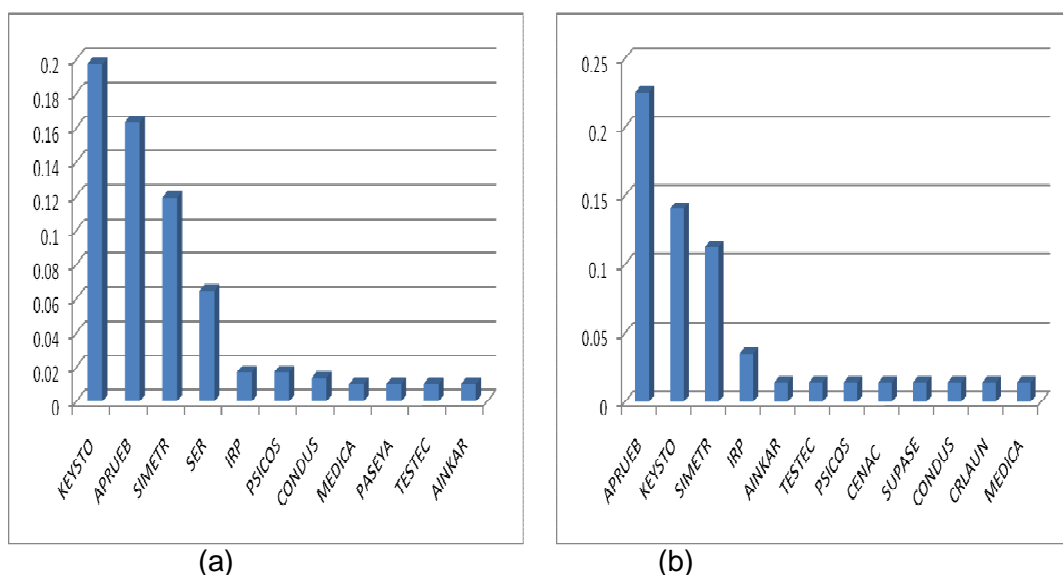 0.2
0.18
0.16
0.14
0.12
0.1
0.08
0.06
0.04
0.02
0
KEYSTO
APRUEB
SIMETR
SER
IRP
PSICOS
CONDUS
MEDICA
PASEYA
TESTEC
AINKAR
(a)
0.25
0.2
0.15
0.1
0.05
0
APRUEB
KEYSTO
SIMETR
IRP
AINKAR
TESTEC
PSICOS
CENAC
SUPASE
CONDUS
CRLAUN
MEDICA
(b)